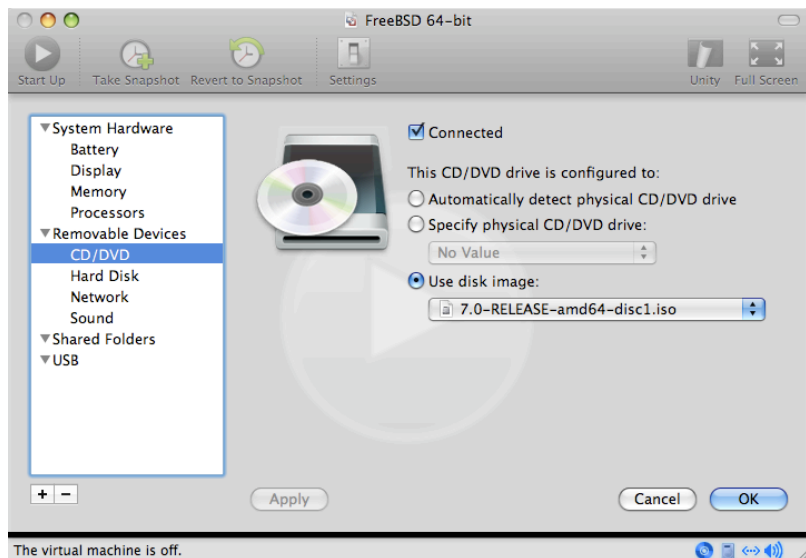 FreeBSD 64-bit
Start Up Take Snapshot Revert to Snapshot Settings Unity Full Screen
System Hardware
Battery
Display
Memory
Processors
Removable Devices
CD/DVD
Hard Disk
Network
Sound
Shared Folders
USB
Connected
This CD/DVD drive is configured to:
Automatically detect physical CD/DVD drive
Specify physical CD/DVD drive:
No Value
Use disk image:
7.0-RELEASE-amd64-disc1.iso
Apply Cancel OK
The virtual machine is off.